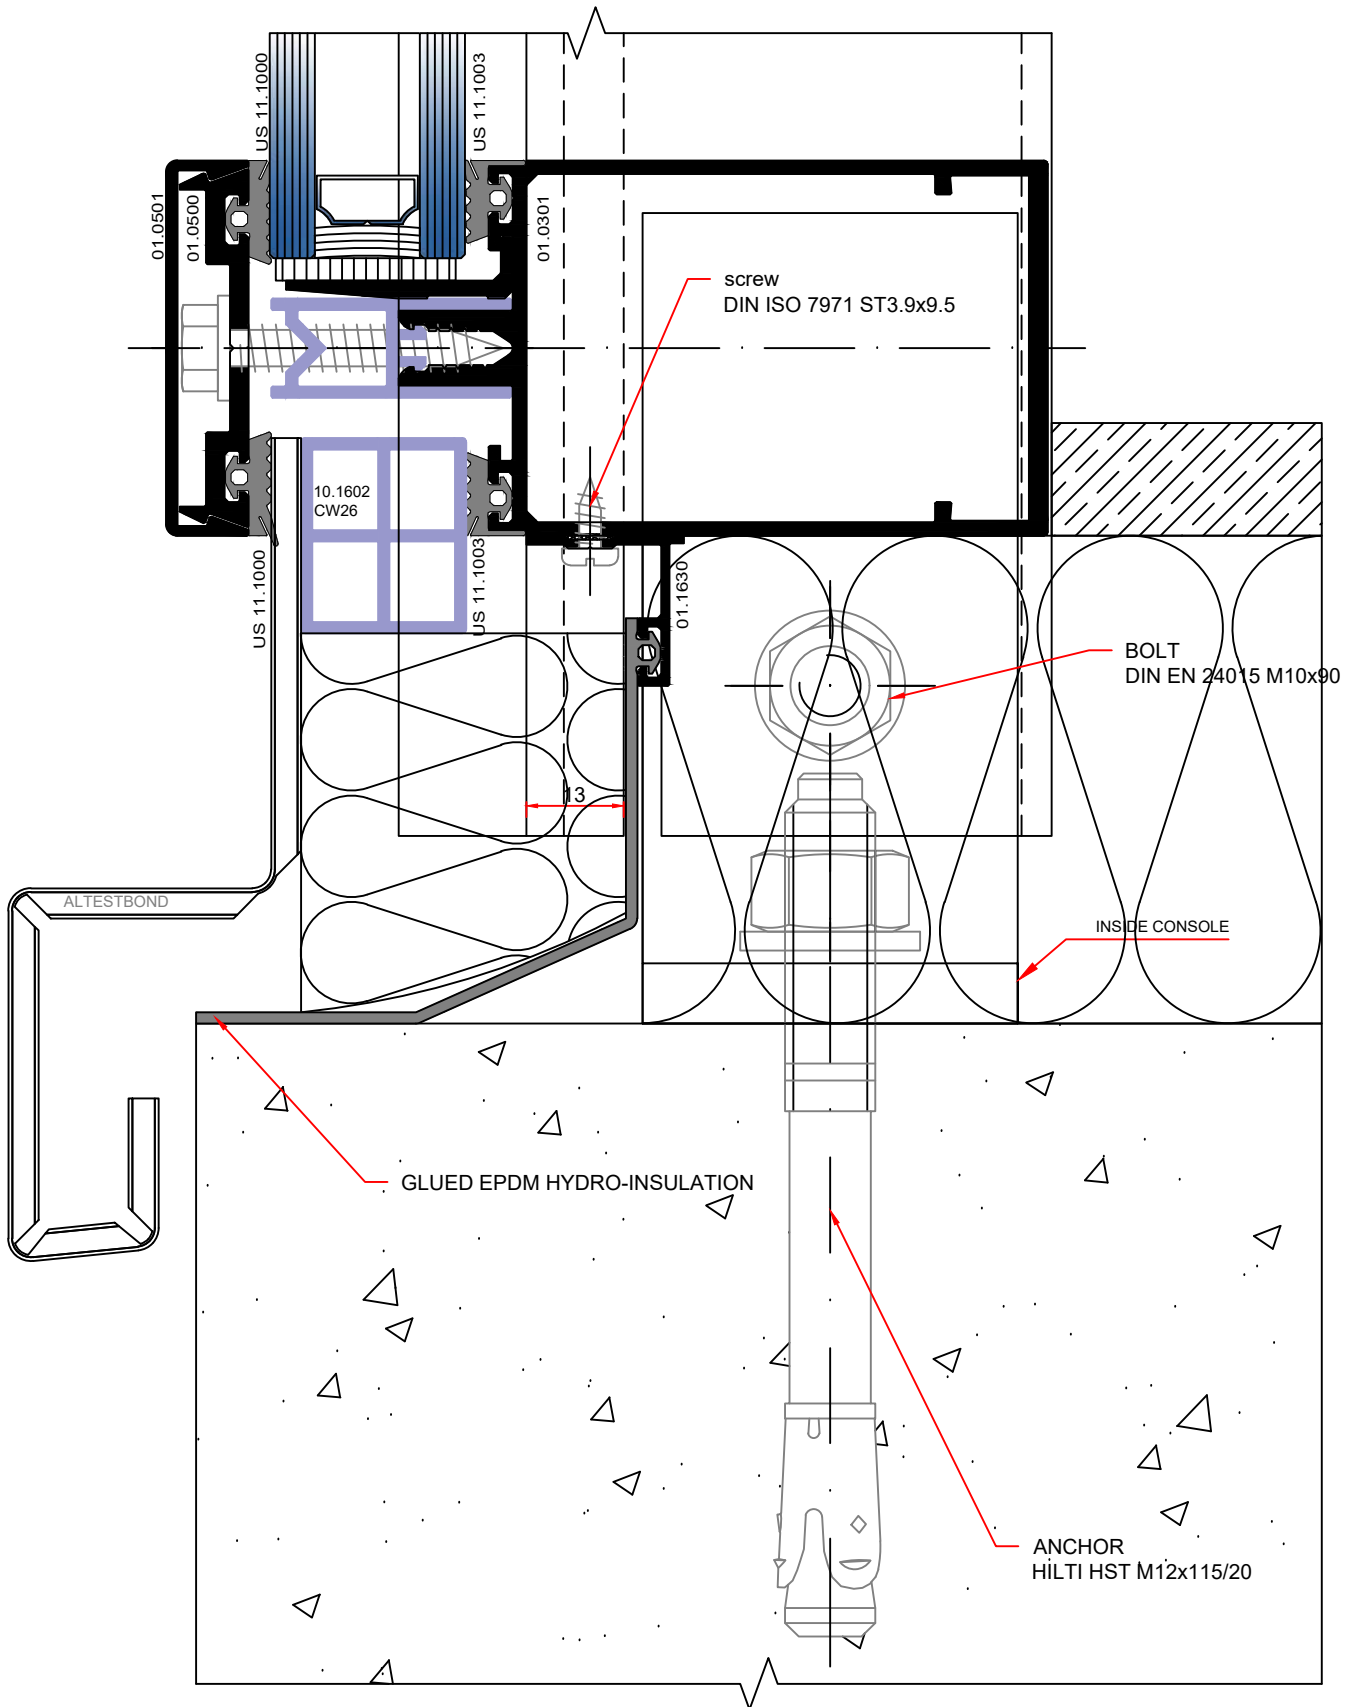 US 11.1000
US 11.1003
01.0501
01.0500
01.0301
screw
DIN ISO 7971 ST3.9x9.5
10.1602
CW26
US 11.1000
US 11.1003
01.1630
BOLT
DIN EN 24015 M10x90
13
ALTESTBOND
INSIDE CONSOLE
GLUED EPDM HYDRO-INSULATION
ANCHOR
HILTI HST M12x115/20